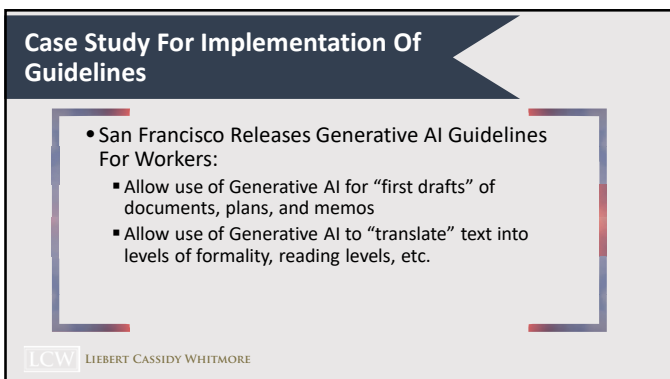 Case Study For Implementation Of
Guidelines
• San Francisco Releases Generative AI Guidelines
For Workers:
▪ Allow use of Generative AI for “first drafts” of
documents, plans, and memos
▪ Allow use of Generative AI to “translate” text into
levels of formality, reading levels, etc.
LCW LIEBERT CASSIDY WHITMORE